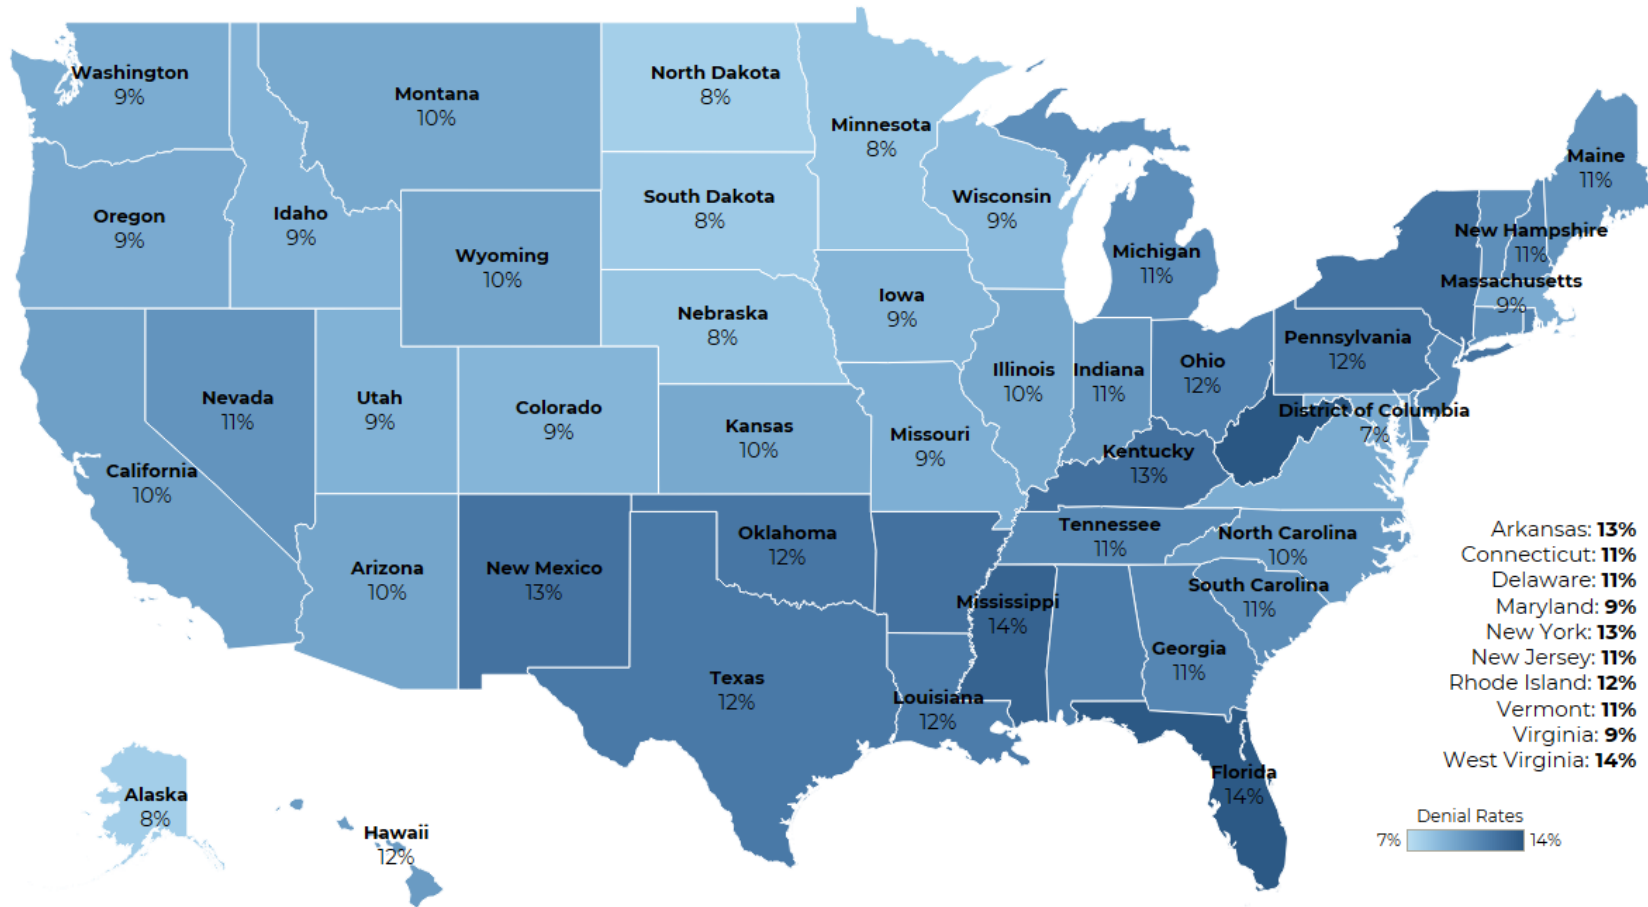 Washington
9%
Montana
10%
North Dakota
8%
Minnesota
8%
Maine
11%
Oregon
9%
Idaho
9%
Wyoming
10%
South Dakota
8%
Wisconsin
9%
Michigan
11%
New Hampshire
11%
Massachusetts
9%
Nebraska
8%
Iowa
9%
Pennsylvania
12%
Nevada
11%
Utah
9%
Colorado
9%
Kansas
10%
Illinois
10%
Indiana
11%
Ohio
12%
District of Columbia
7%
California
10%
Missouri
9%
Kentucky
13%
Arizona
10%
New Mexico
13%
Oklahoma
12%
Tennessee
11%
North Carolina
10%
South Carolina
11%
Mississippi
14%
Georgia
11%
Texas
12%
Louisiana
12%
Florida
14%
Alaska
8%
Hawaii
12%
Arkansas: 13%
Connecticut: 11%
Delaware: 11%
Maryland: 9%
New York: 13%
New Jersey: 11%
Rhode Island: 12%
Vermont: 11%
Virginia: 9%
West Virginia: 14%
Denial Rates
7% 14%